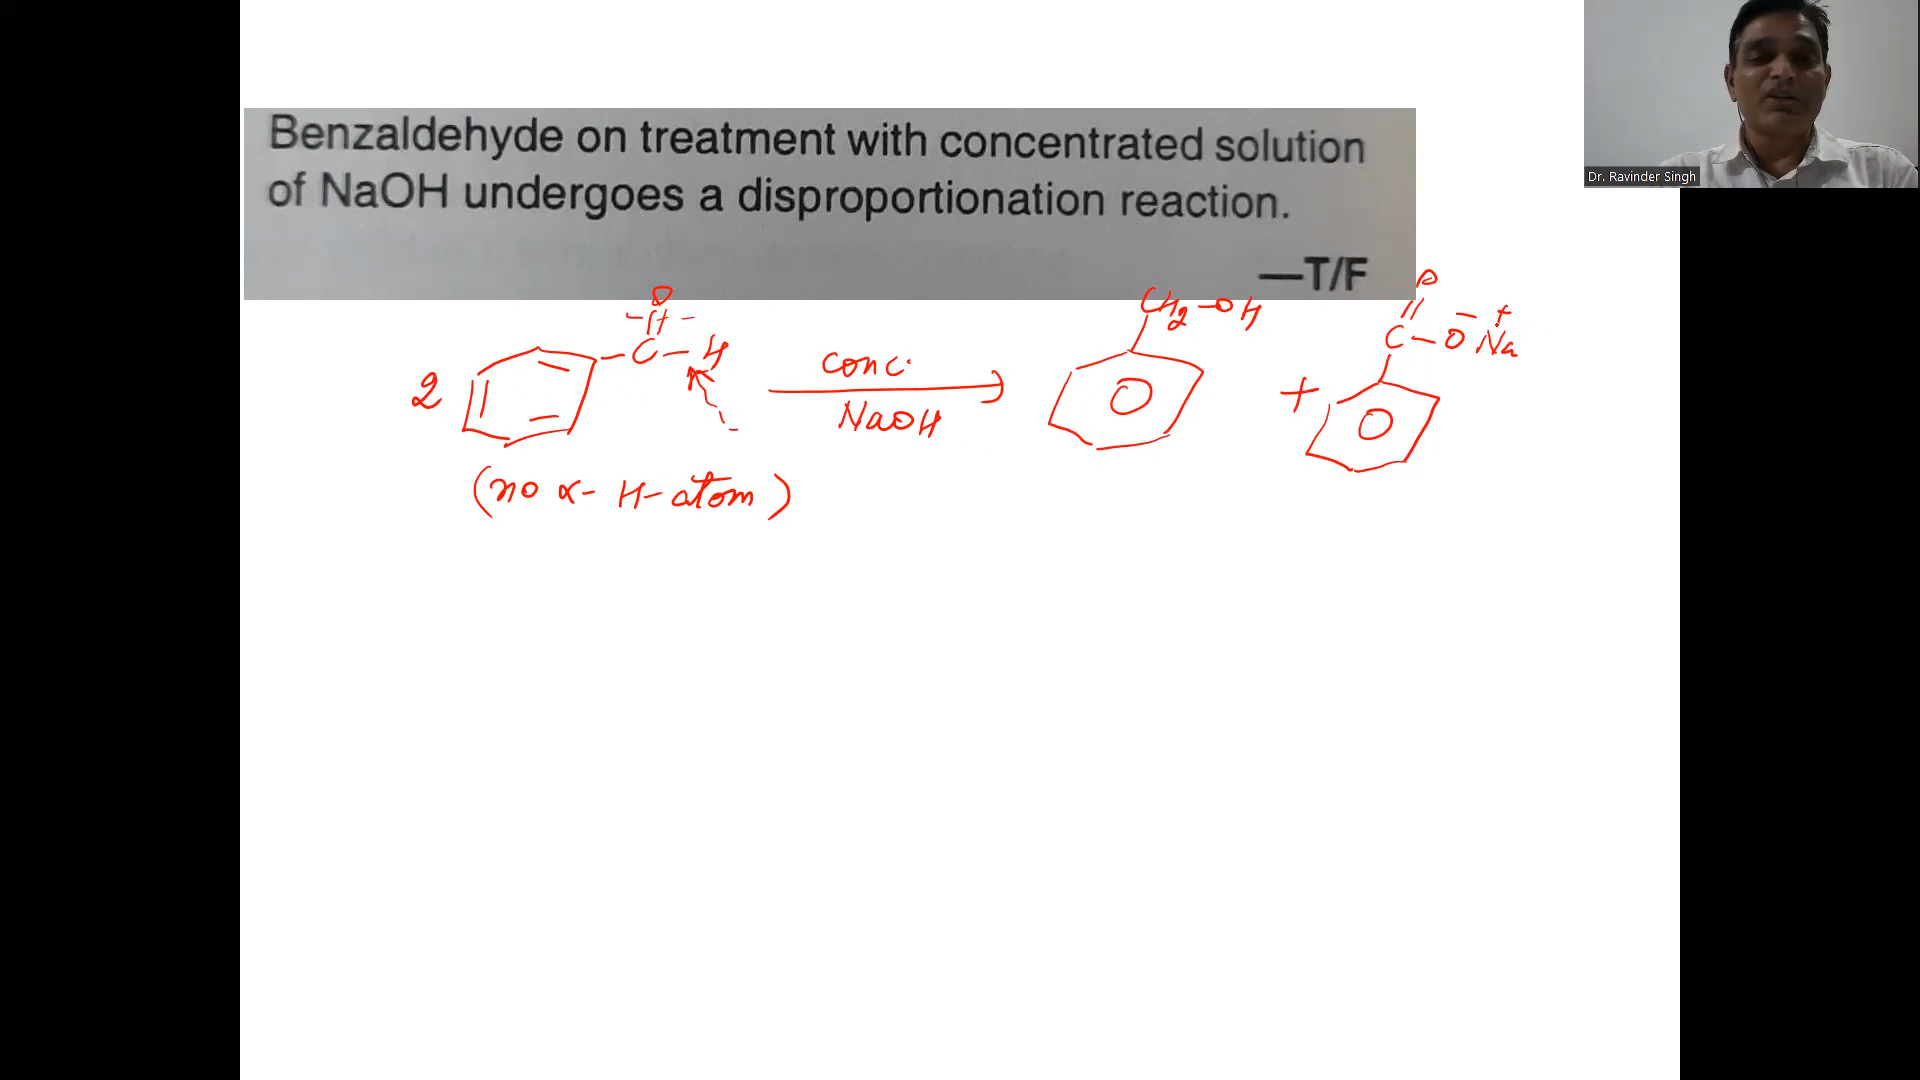 Dr. Ravinder Singh
Benzaldehyde on treatment with concentrated solution
of NaOH undergoes a disproportionation reaction.
—T/F
O
-H-
2 C-H
conc.
NaOH
CH2-OH
+
O
C-O⁻Na⁺
(no α- H-atom)